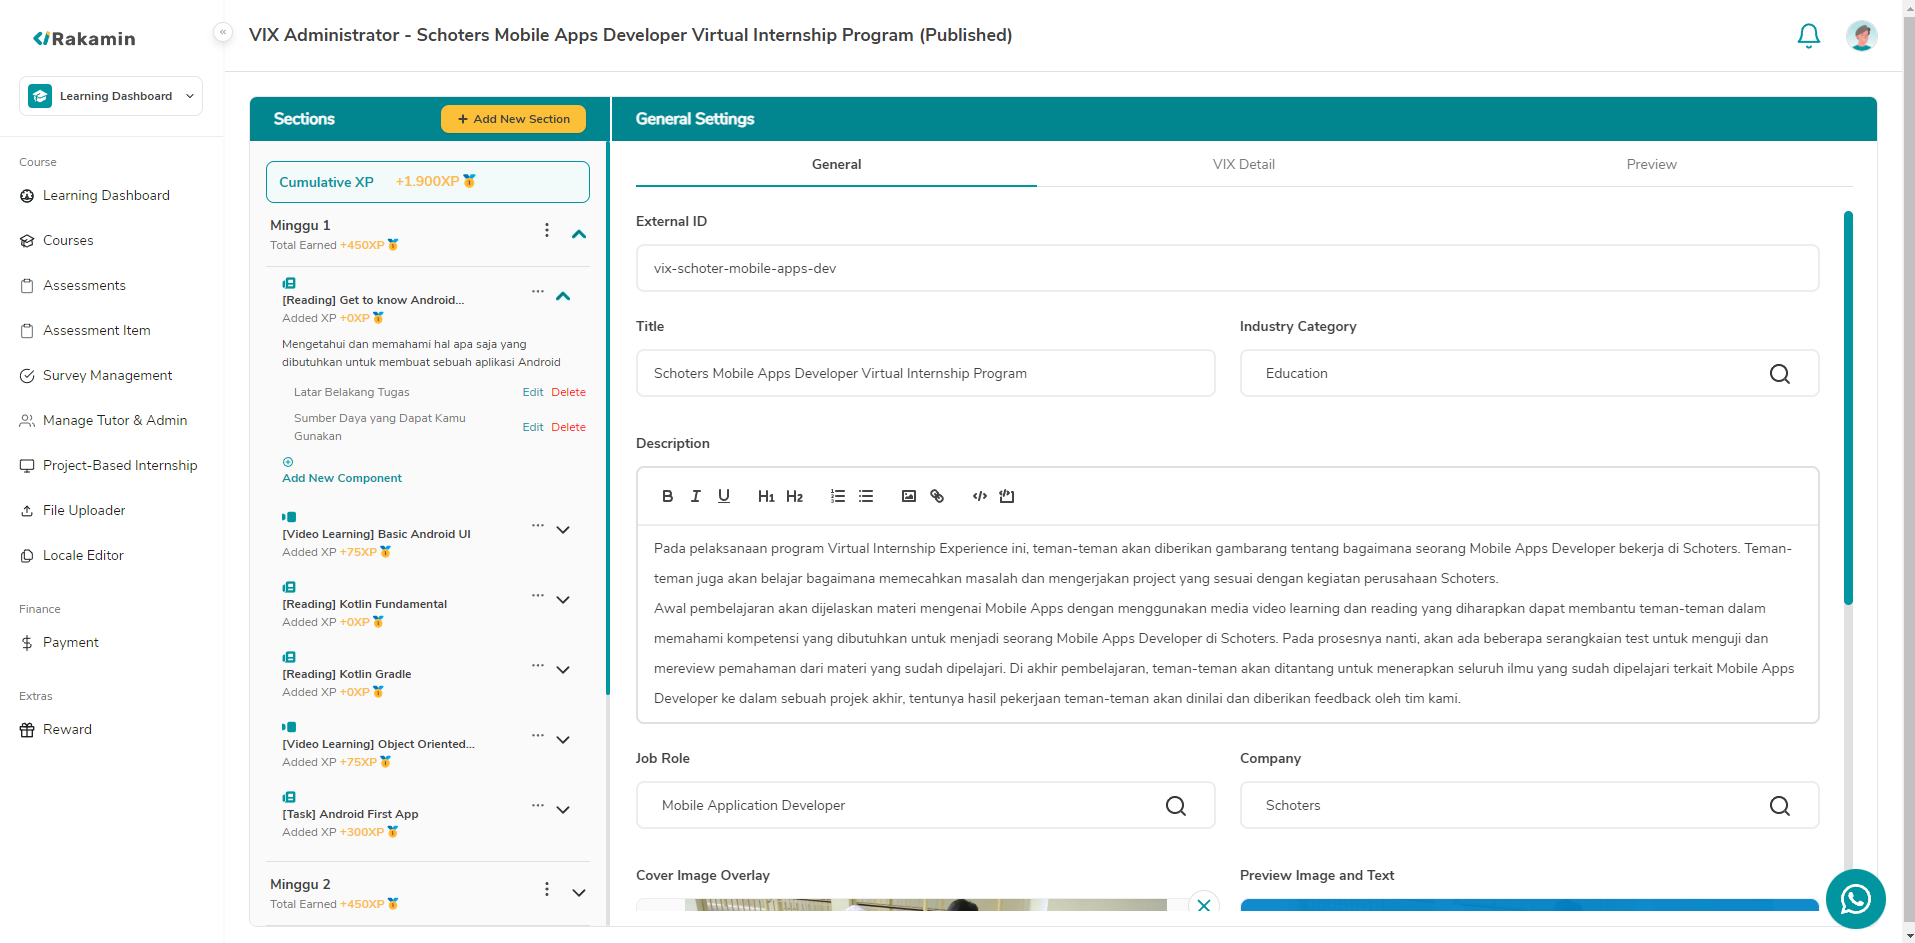 Rakamin
VIX Administrator - Schoters Mobile Apps Developer Virtual Internship Program (Published)
Learning Dashboard
Course
Learning Dashboard
Courses
Assessments
Assessment Item
Survey Management
Manage Tutor & Admin
Project-Based Internship
File Uploader
Locale Editor
Finance
Payment
Extras
Reward
Sections
+ Add New Section
Cumulative XP +1.900XP
Minggu 1
Total Earned +450XP
[Reading] Get to know Android...
Added XP +0XP
Mengetahui dan memahami hal apa saja yang
dibutuhkan untuk membuat sebuah aplikasi Android
Latar Belakang Tugas Edit Delete
Sumber Daya yang Dapat Kamu
Gunakan Edit Delete
Add New Component
[Video Learning] Basic Android UI
Added XP +75XP
[Reading] Kotlin Fundamental
Added XP +0XP
[Reading] Kotlin Gradle
Added XP +0XP
[Video Learning] Object Oriented...
Added XP +75XP
[Task] Android First App
Added XP +300XP
Minggu 2
Total Earned +450XP
General Settings
General VIX Detail Preview
External ID
vix-schoter-mobile-apps-dev
Title
Schoters Mobile Apps Developer Virtual Internship Program
Industry Category
Education
Description
B I U H1 H2
Pada pelaksanaan program Virtual Internship Experience ini, teman-teman akan diberikan gambarang tentang bagaimana seorang Mobile Apps Developer bekerja di Schoters. Teman-
teman juga akan belajar bagaimana memecahkan masalah dan mengerjakan project yang sesuai dengan kegiatan perusahaan Schoters.
Awal pembelajaran akan dijelaskan materi mengenai Mobile Apps dengan menggunakan media video learning dan reading yang diharapkan dapat membantu teman-teman dalam
memahami kompetensi yang dibutuhkan untuk menjadi seorang Mobile Apps Developer di Schoters. Pada prosesnya nanti, akan ada beberapa serangkaian test untuk menguji dan
mereview pemahaman dari materi yang sudah dipelajari. Di akhir pembelajaran, teman-teman akan ditantang untuk menerapkan seluruh ilmu yang sudah dipelajari terkait Mobile Apps
Developer ke dalam sebuah projek akhir, tentunya hasil pekerjaan teman-teman akan dinilai dan diberikan feedback oleh tim kami.
Job Role
Mobile Application Developer
Company
Schoters
Cover Image Overlay
Preview Image and Text